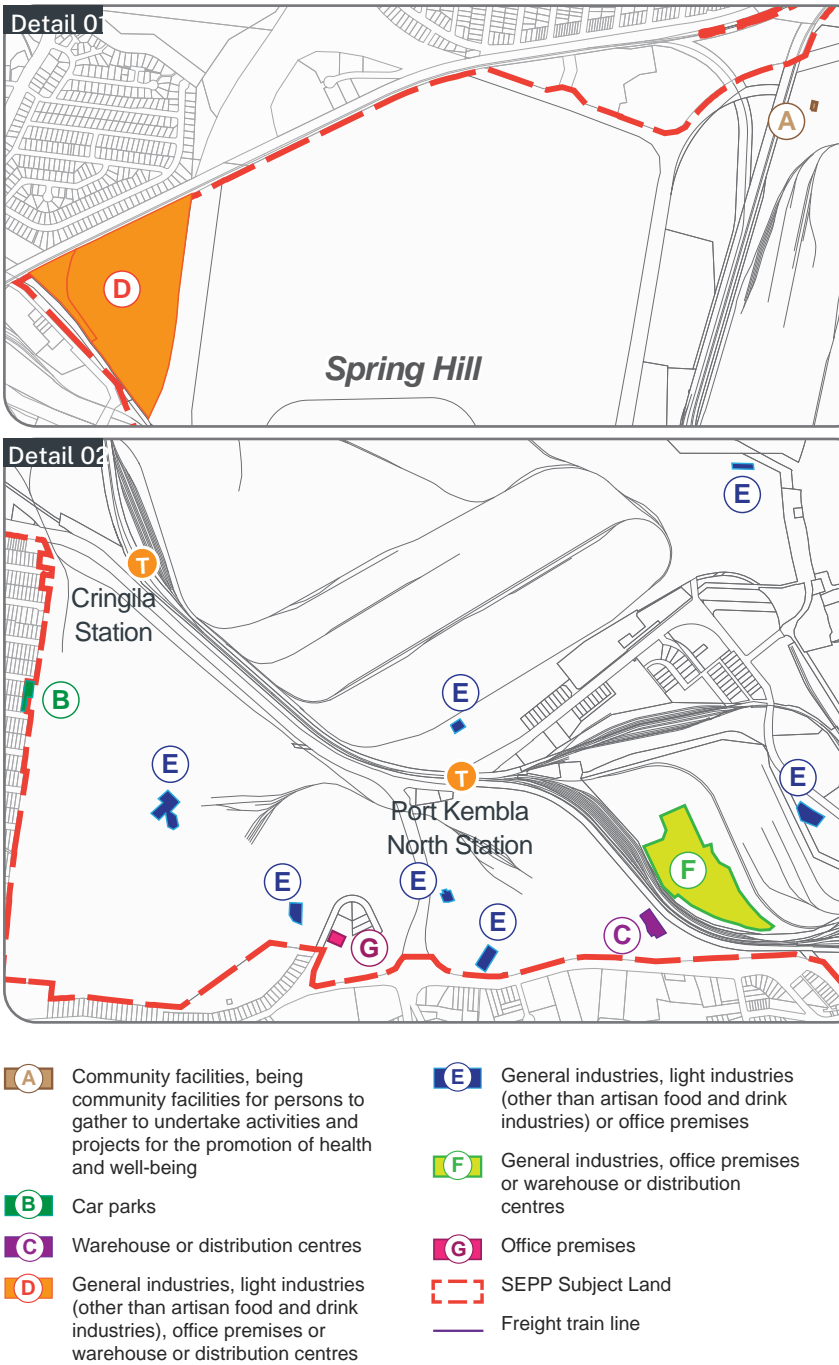 Detail 01
A
D
Spring Hill
Detail 02
E
T
Cringila
Station
B
E
E
T
E
Port Kembla
North Station
F
E
E
E
C
G
A
Community facilities, being
community facilities for persons to
gather to undertake activities and
projects for the promotion of health
and well-being
B
Car parks
C
Warehouse or distribution centres
D
General industries, light industries
(other than artisan food and drink
industries), office premises or
warehouse or distribution centres
E
General industries, light industries
(other than artisan food and drink
industries) or office premises
F
General industries, office premises
or warehouse or distribution
centres
G
Office premises
SEPP Subject Land
Freight train line